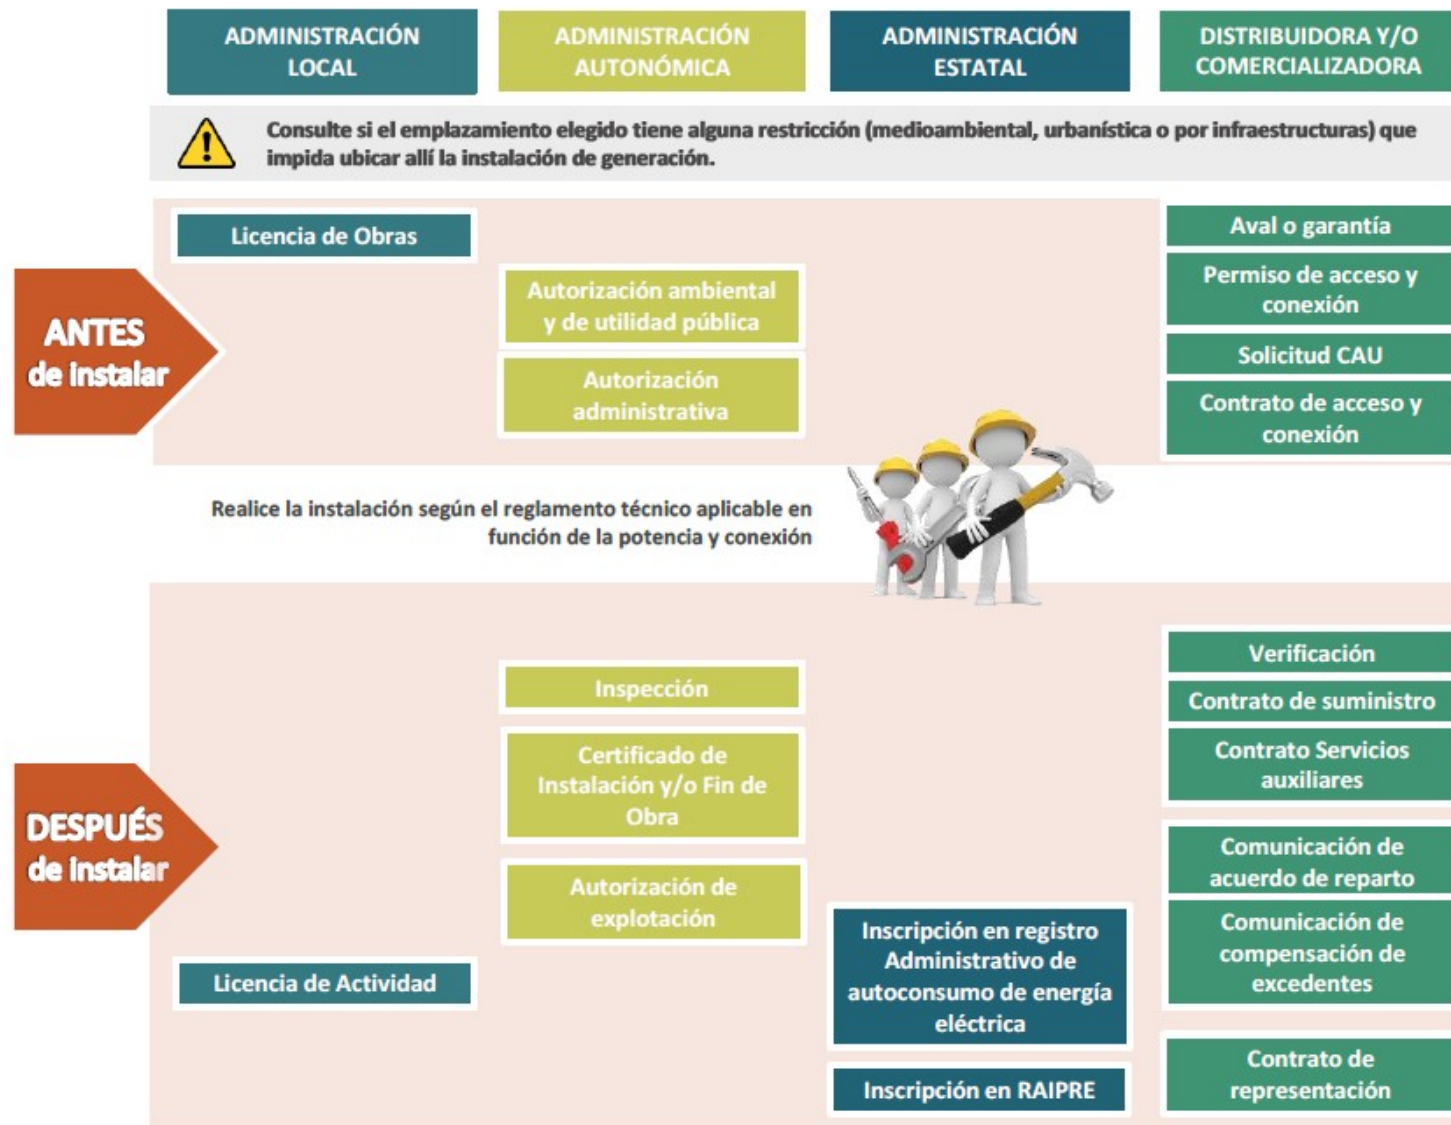 ADMINISTRACIÓN
LOCAL
ADMINISTRACIÓN
AUTONÓMICA
ADMINISTRACIÓN
ESTATAL
DISTRIBUIDORA Y/O
COMERCIALIZADORA
Consulte si el emplazamiento elegido tiene alguna restricción (medioambiental, urbanística o por infraestructuras) que
impida ubicar allí la instalación de generación.
ANTES
de instalar
Licencia de Obras
Autorización ambiental
y de utilidad pública
Autorización
administrativa
Aval o garantía
Permiso de acceso y
conexión
Solicitud CAU
Contrato de acceso y
conexión
Realice la instalación según el reglamento técnico aplicable en
función de la potencia y conexión
DESPUÉS
de instalar
Licencia de Actividad
Inspección
Certificado de
Instalación y/o Fin de
Obra
Autorización de
explotación
Inscripción en registro
Administrativo de
autoconsumo de energía
eléctrica
Inscripción en RAIPRE
Verificación
Contrato de suministro
Contrato Servicios
auxiliares
Comunicación de
acuerdo de reparto
Comunicación de
compensación de
excedentes
Contrato de
representación